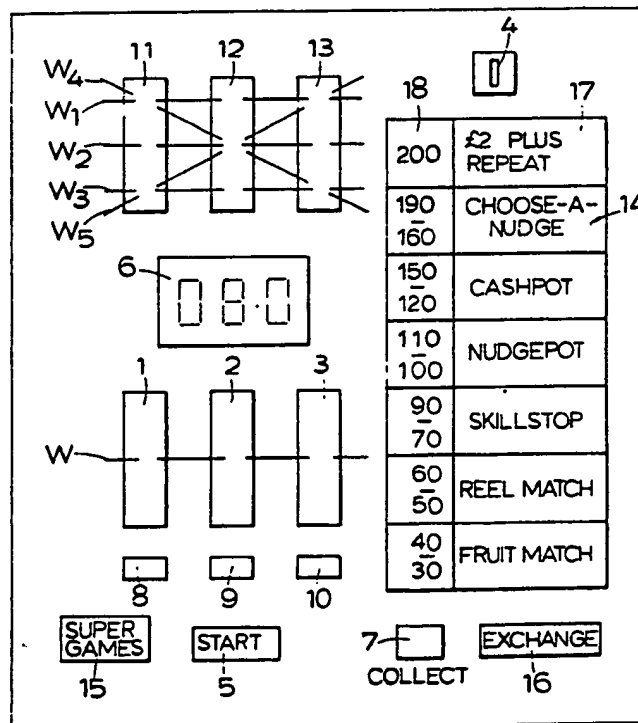 11 12 13 4
W4
W1
W2
W3
W5
18 17
200 £2 PLUS
REPEAT
190
-
160 CHOOSE-A-
NUDGE 14
150
-
120 CASHPOT
110
-
100 NUDGEPOT
90
-
70 SKILLSTOP
60
-
50 REEL MATCH
40
-
30 FRUIT MATCH
6 08.0
1 2 3
W
8 9 10
SUPER
GAMES
15
START
5
7
COLLECT
EXCHANGE
16